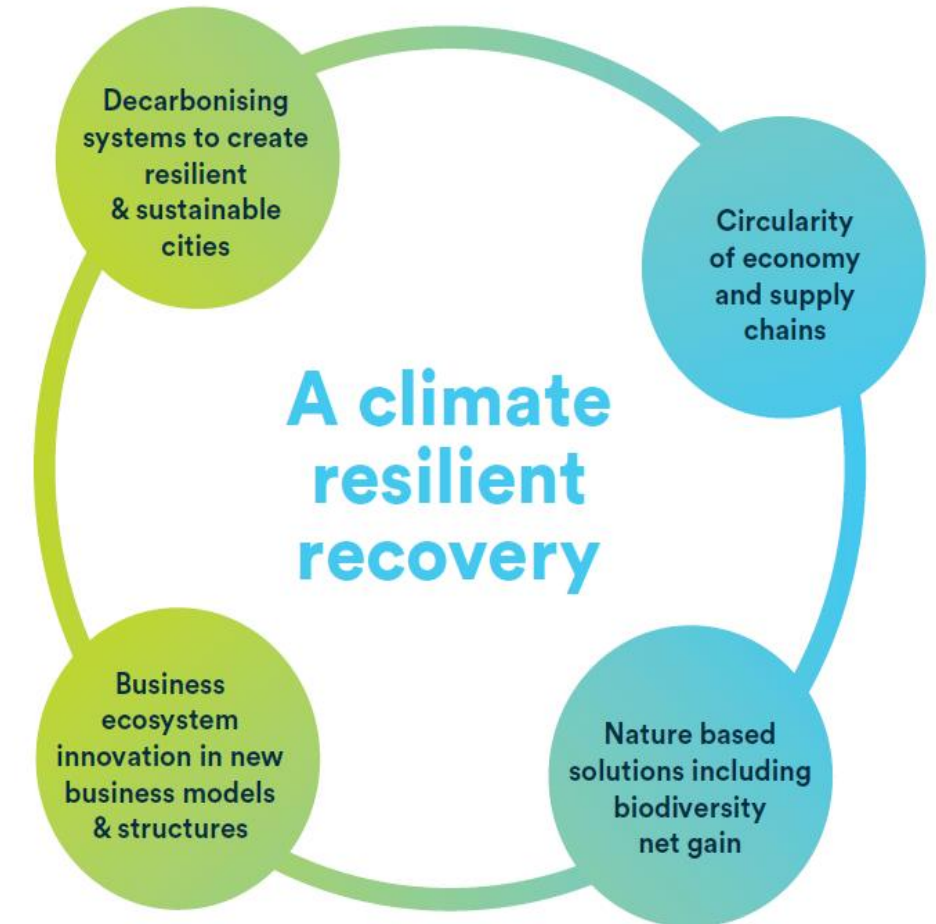 Decarbonising
systems to create
resilient
& sustainable
cities
Circularity
of economy
and supply
chains
A climate
resilient
recovery
Business
ecosystem
innovation in new
business models
& structures
Nature based
solutions including
biodiversity
net gain